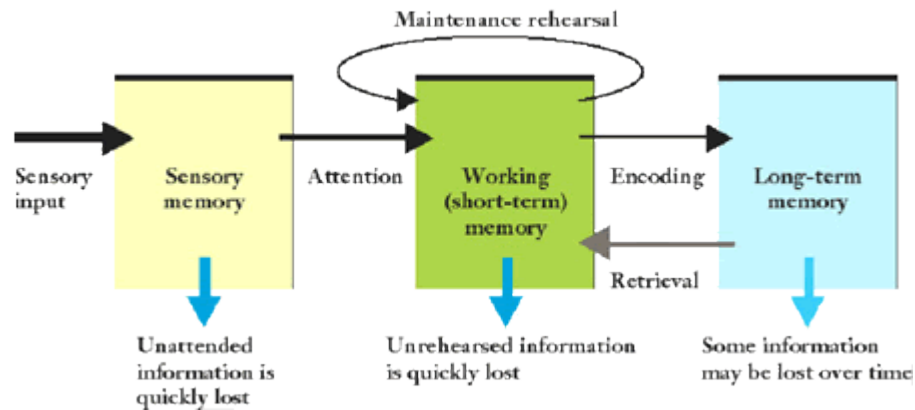 Maintenance rehearsal
Sensory
input
Sensory
memory
Attention
Working
(short-term)
memory
Encoding
Long-term
memory
Retrieval
Unattended
information is
quickly lost
Unrehearsed information
is quickly lost
Some information
may be lost over time